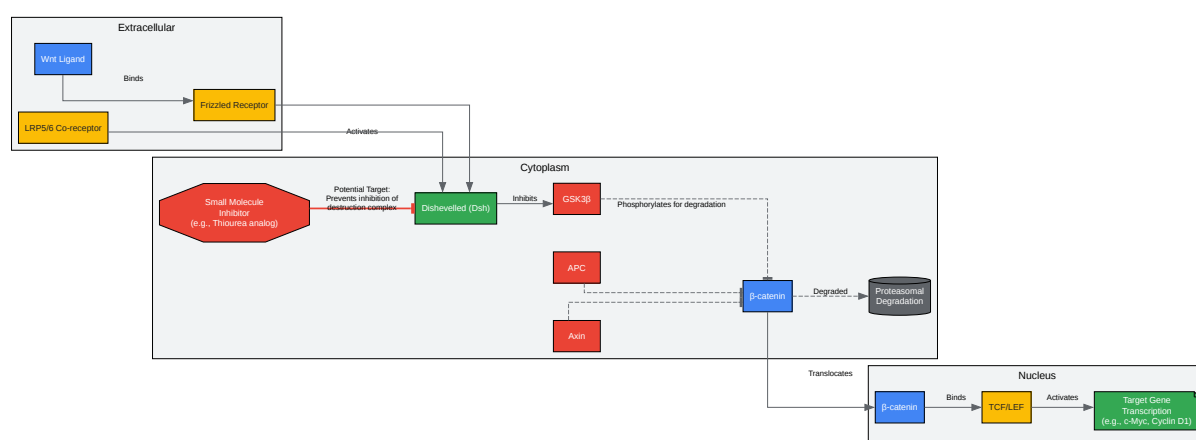 Extracellular
Wnt Ligand
Binds
Frizzled Receptor
LRP5/6 Co-receptor
Activates
Cytoplasm
Small Molecule
Inhibitor
(e.g., Thiourea analog)
Potential Target:
Prevents inhibition of
destruction complex
Dishevelled (Dsh)
Inhibits
GSK3β
Phosphorylates for degradation
APC
β-catenin
Degraded
Proteasomal
Degradation
Axin
Translocates
Nucleus
β-catenin
Binds
TCF/LEF
Activates
Target Gene
Transcription
(e.g., c-Myc, Cyclin D1)